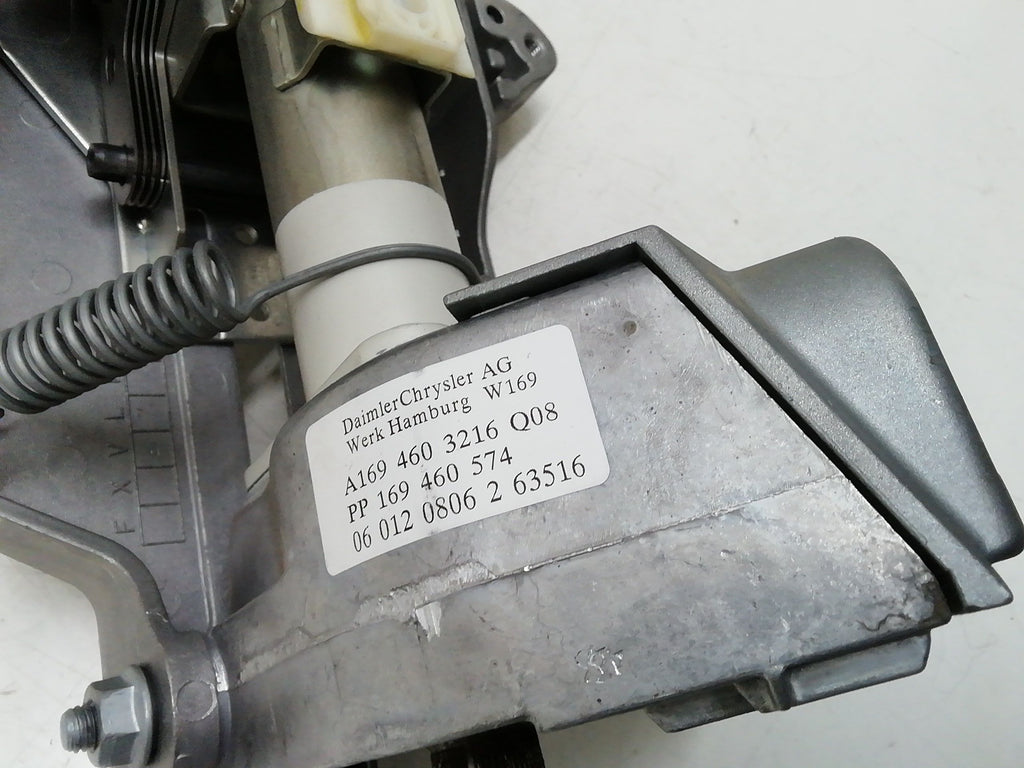 DaimlerChrysler AG
Werk Hamburg W169
A169 460 3216 Q08
PP 169 460 574
06 012 0806 2 63516
F X V L